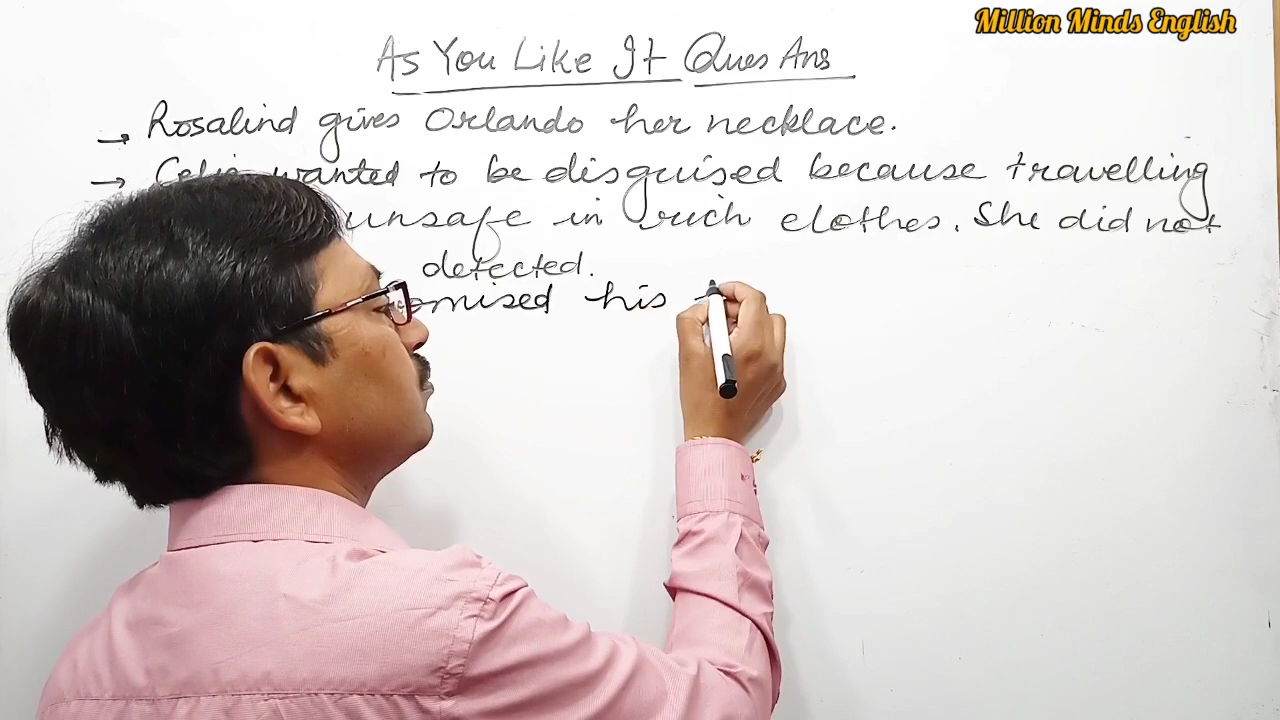 Million Minds English
As You Like It Ques Ans
→ Rosalind gives Orlando her necklace.
→ Celia wanted to be disguised because travelling
unsafe in rich clothes. She did not
detected.
his